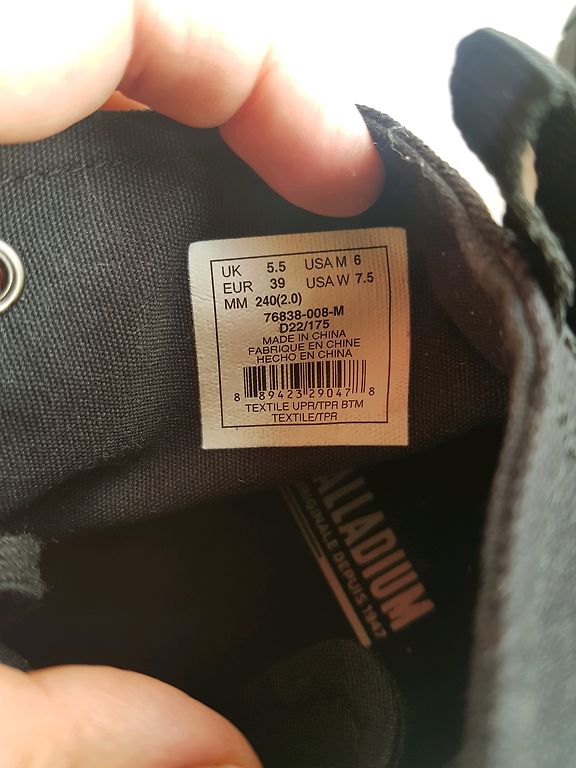 UK 5.5 USA M 6
EUR 39 USA W 7.5
MM 240(2.0)
76838-008-M
D22/175
MADE IN CHINA
FABRIQUE EN CHINE
HECHO EN CHINA
8 89423 29047 8
TEXTILE UPR/TPR BTM
TEXTILE/TPR
ALLADIUM
ORIGINALE DEPUIS 1947